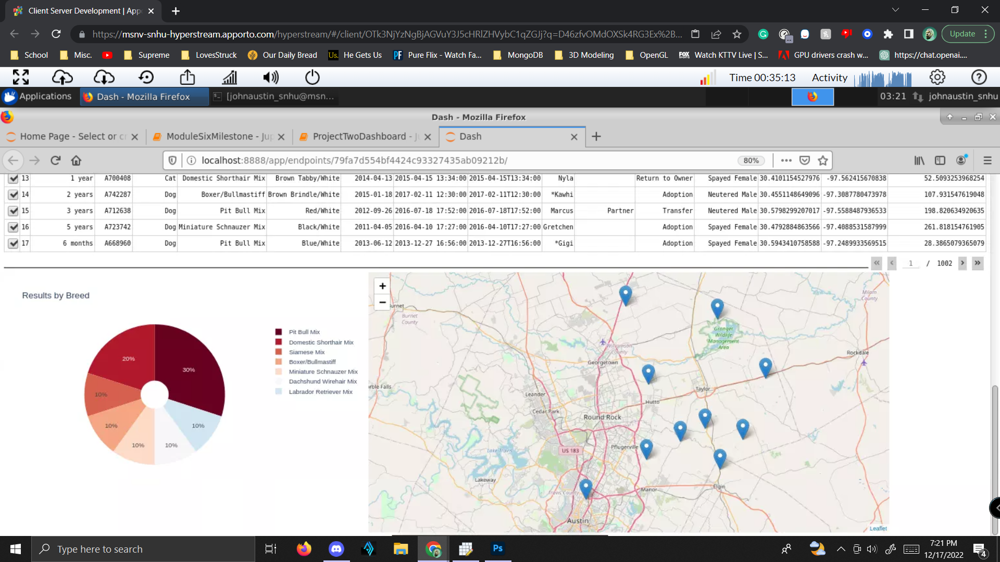 Client Server Development | Appo
https://msnv-snhu-hyperstream.apporto.com/hyperstream/#/client/OTk3NjYzNgBjAGVuY3J5cHRlZHVybC1qZGJj?q=D46zfvOMdOXSk4RG3Ex%2B...
Update
School Misc. Supreme LovesStruck Our Daily Bread Us. He Gets Us PF Pure Flix - Watch Fa... MongoDB 3D Modeling OpenGL FOX Watch KTTV Live | S... GPU drivers crash w... https://chat.openai....
Time 00:35:13 Activity
Applications Dash - Mozilla Firefox [johnaustin_snhu@msn... 03:21 johnaustin_snhu
Dash - Mozilla Firefox
Home Page - Select or cr ModuleSixMilestone - Jup ProjectTwoDashboard - Ju Dash
localhost:8888/app/endpoints/79fa7d554bf4424c93327435ab09212b/ 80%
13 1 year A700408 Cat Domestic Shorthair Mix Brown Tabby/White 2014-04-13 2015-04-15 13:34:00 2015-04-15T13:34:00 Nyla Return to Owner Spayed Female 30.4101154527976 -97.562415670838 52.5093253968254
14 2 years A742287 Dog Boxer/Bullmastiff Brown Brindle/White 2015-01-18 2017-02-11 12:30:00 2017-02-11T12:30:00 *Kawhi Adoption Neutered Male 30.4551148649096 -97.3087780473978 107.931547619048
15 3 years A712638 Dog Pit Bull Mix Red/White 2012-09-26 2016-07-18 17:52:00 2016-07-18T17:52:00 Marcus Partner Transfer Neutered Male 30.5798299207017 -97.5588487936533 198.820634920635
16 5 years A723742 Dog Miniature Schnauzer Mix Black/White 2011-04-05 2016-04-10 17:27:00 2016-04-10T17:27:00 Gretchen Adoption Spayed Female 30.4792884863566 -97.4088531587999 261.818154761905
17 6 months A668960 Dog Pit Bull Mix Blue/White 2013-06-12 2013-12-27 16:56:00 2013-12-27T16:56:00 *Gigi Adoption Spayed Female 30.5943410758588 -97.2489933569515 28.3865079365079
« < 1 / 1002 > »
Results by Breed
30%
20%
10%
10%
10%
10%
10%
Pit Bull Mix
Domestic Shorthair Mix
Siamese Mix
Boxer/Bullmastiff
Miniature Schnauzer Mix
Dachshund Wirehair Mix
Labrador Retriever Mix
+
−
Burnet
Burnet County
Milam County
Granger Wildlife Management Area
Williamson County
Georgetown
Rockdale
rble Falls
Leander
Taylor
Hutto
Cedar Park
Round Rock
Pflugerville
US 183
Lake Travis
Lakeway
Travis County
Manor
Elgin
Austin
Leaflet
Type here to search
Ps
7:21 PM
12/17/2022
4